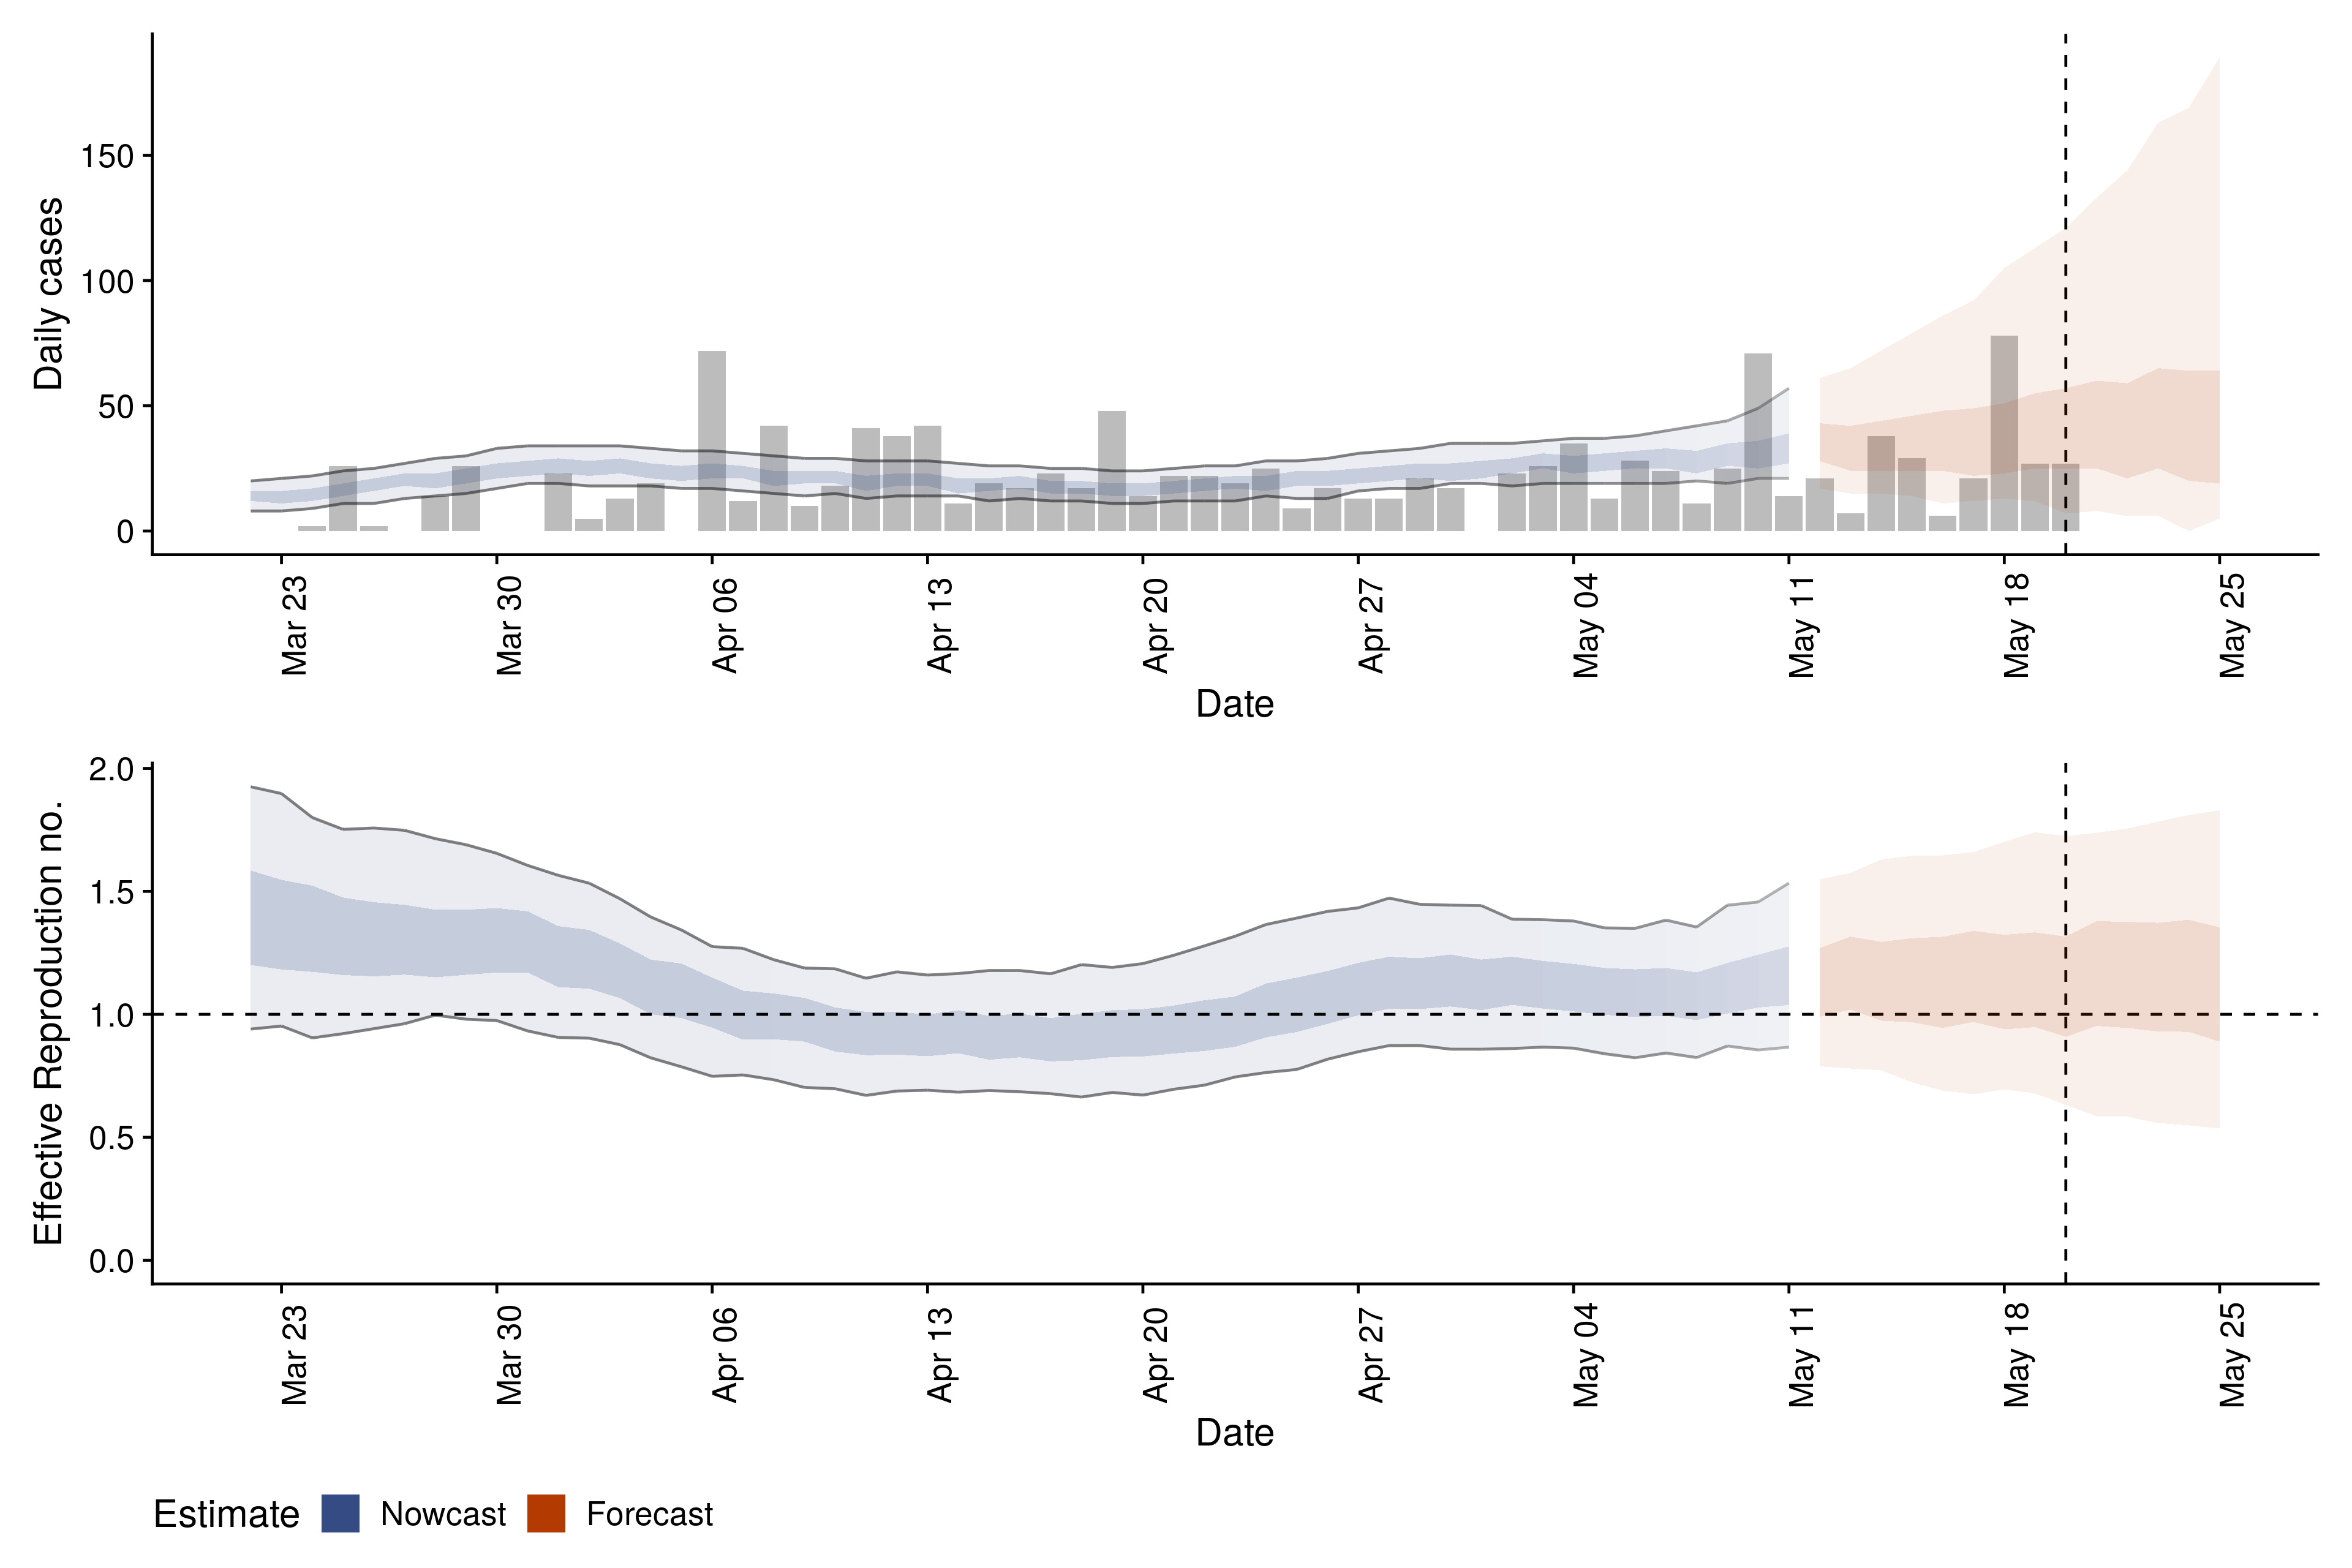 Daily cases
150
100
50
0
Mar 23
Mar 30
Apr 06
Apr 13
Apr 20
Apr 27
May 04
May 11
May 18
May 25
Date
Effective Reproduction no.
2.0
1.5
1.0
0.5
0.0
Mar 23
Mar 30
Apr 06
Apr 13
Apr 20
Apr 27
May 04
May 11
May 18
May 25
Date
Estimate Nowcast Forecast